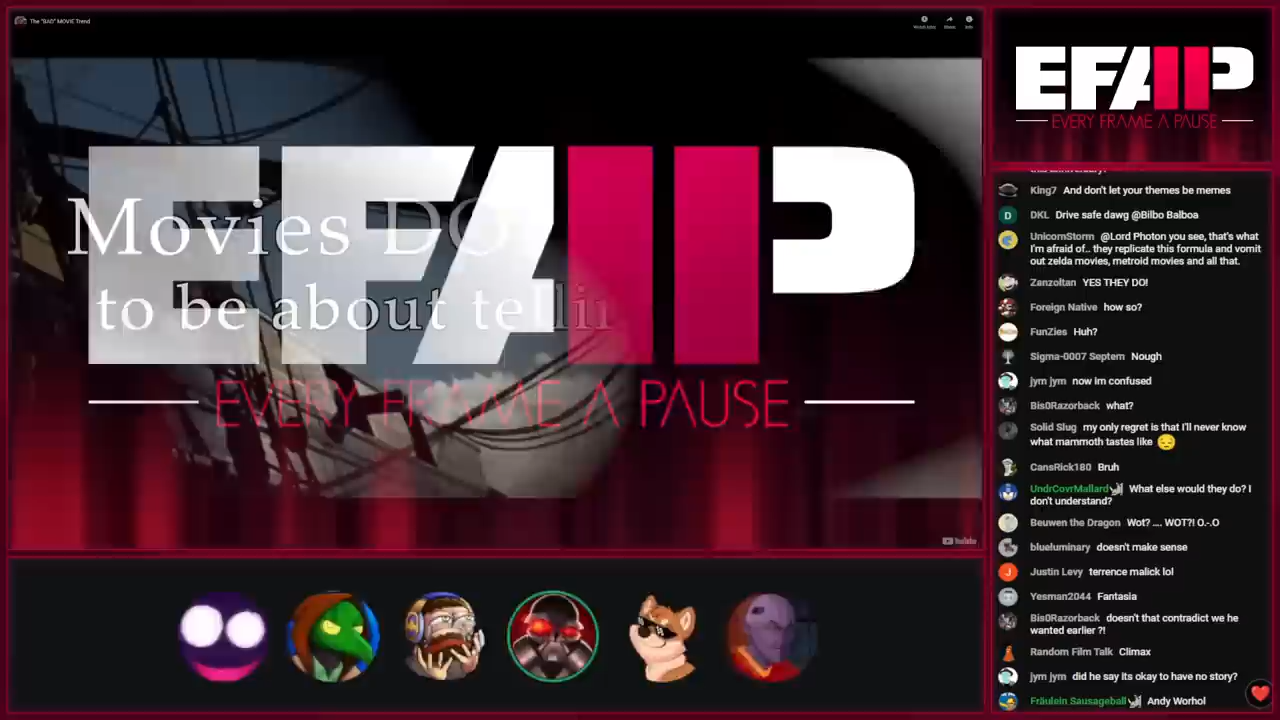 The "BAD" MOVIE Trend
Watch later
Share
Info
EFAP
EVERY FRAME A PAUSE
Movies DO
to be about tellin
YouTube
EFAP
EVERY FRAME A PAUSE
King7 And don't let your themes be memes
D
DKL Drive safe dawg @Bilbo Balboa
UnicornStorm @Lord Photon you see, that's what
I'm afraid of.. they replicate this formula and vomit
out zelda movies, metroid movies and all that.
Zanzoltan YES THEY DO!
Foreign Native how so?
FunZies Huh?
Sigma-0007 Septem Nough
jym jym now im confused
Bis0Razorback what?
Solid Slug my only regret is that I'll never know
what mammoth tastes like 😔
CansRick180 Bruh
UndrCovrMallard What else would they do? I
don't understand?
Beuwen the Dragon Wot? .... WOT?! O.-.O
blueluminary doesn't make sense
J
Justin Levy terrence malick lol
Yesman2044 Fantasia
Bis0Razorback doesn't that contradict we he
wanted earlier ?!
Random Film Talk Climax
jym jym did he say its okay to have no story?
Fräulein Sausageball Andy Worhol